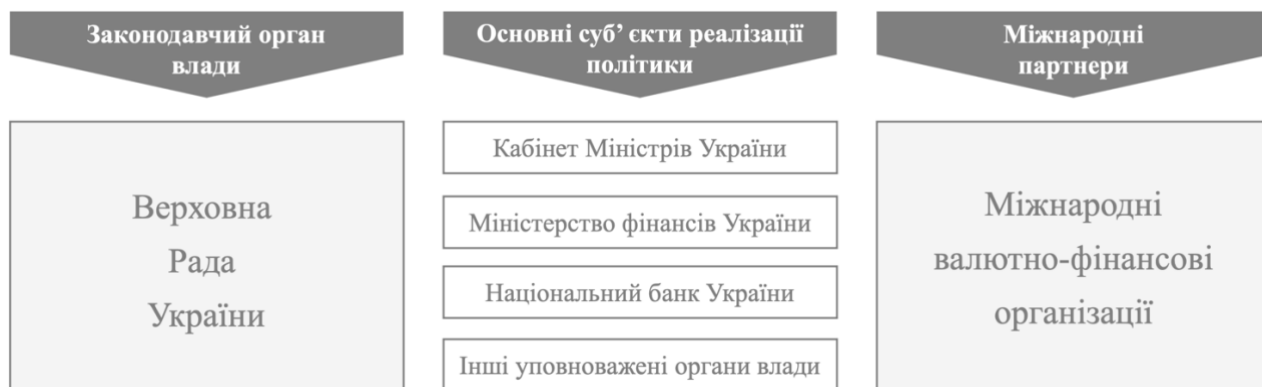 Законодавчий орган
влади
Верховна
Рада
України
Основні суб’ єкти реалізації
політики
Кабінет Міністрів України
Міністерство фінансів України
Національний банк України
Інші уповноважені органи влади
Міжнародні
партнери
Міжнародні
валютно-фінансові
організації